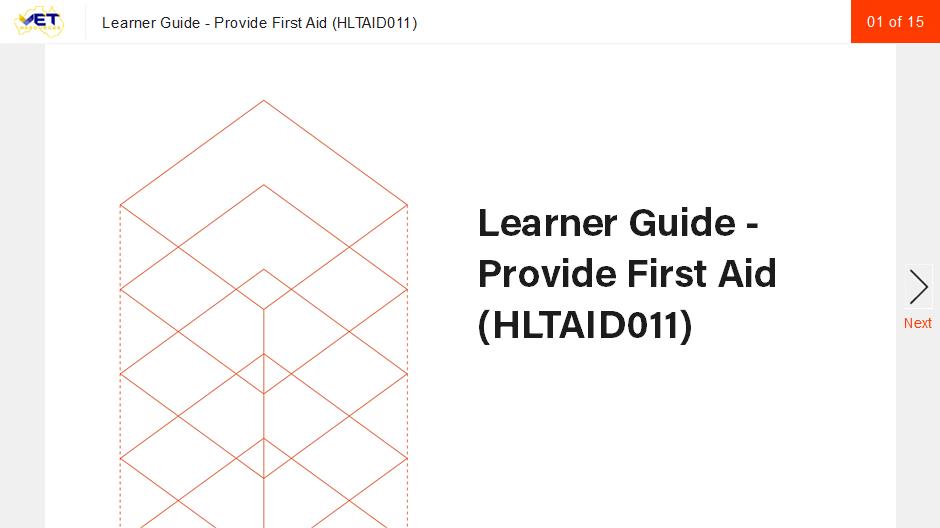 VET
Learner Guide - Provide First Aid (HLTAID011)
01 of 15
Learner Guide -
Provide First Aid
(HLTAID011)
Next